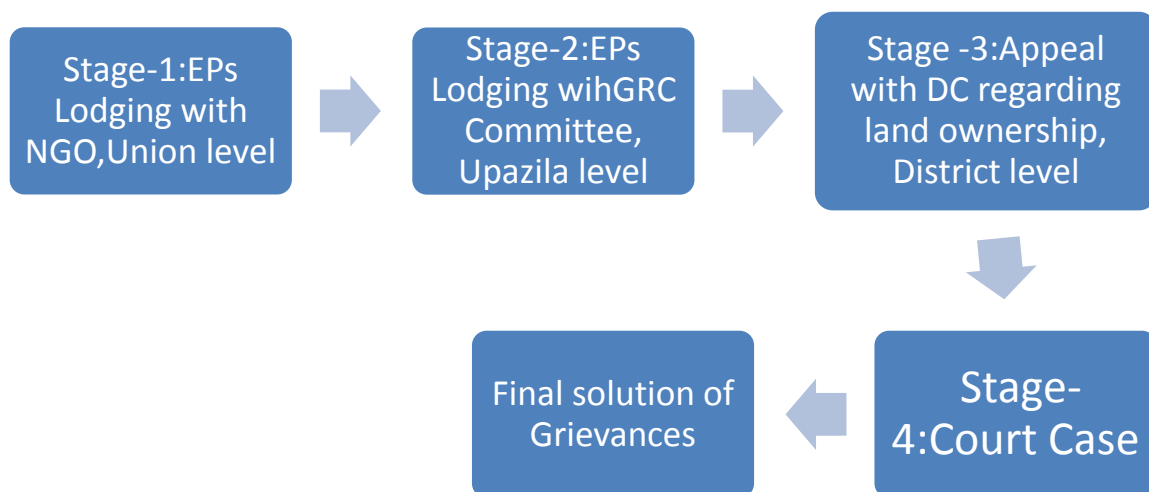 Stage-1:EPs
Lodging with
NGO,Union level
Stage-2:EPs
Lodging wihGRC
Committee,
Upazila level
Stage -3:Appeal
with DC regarding
land ownership,
District level
Stage-
4:Court Case
Final solution of
Grievances